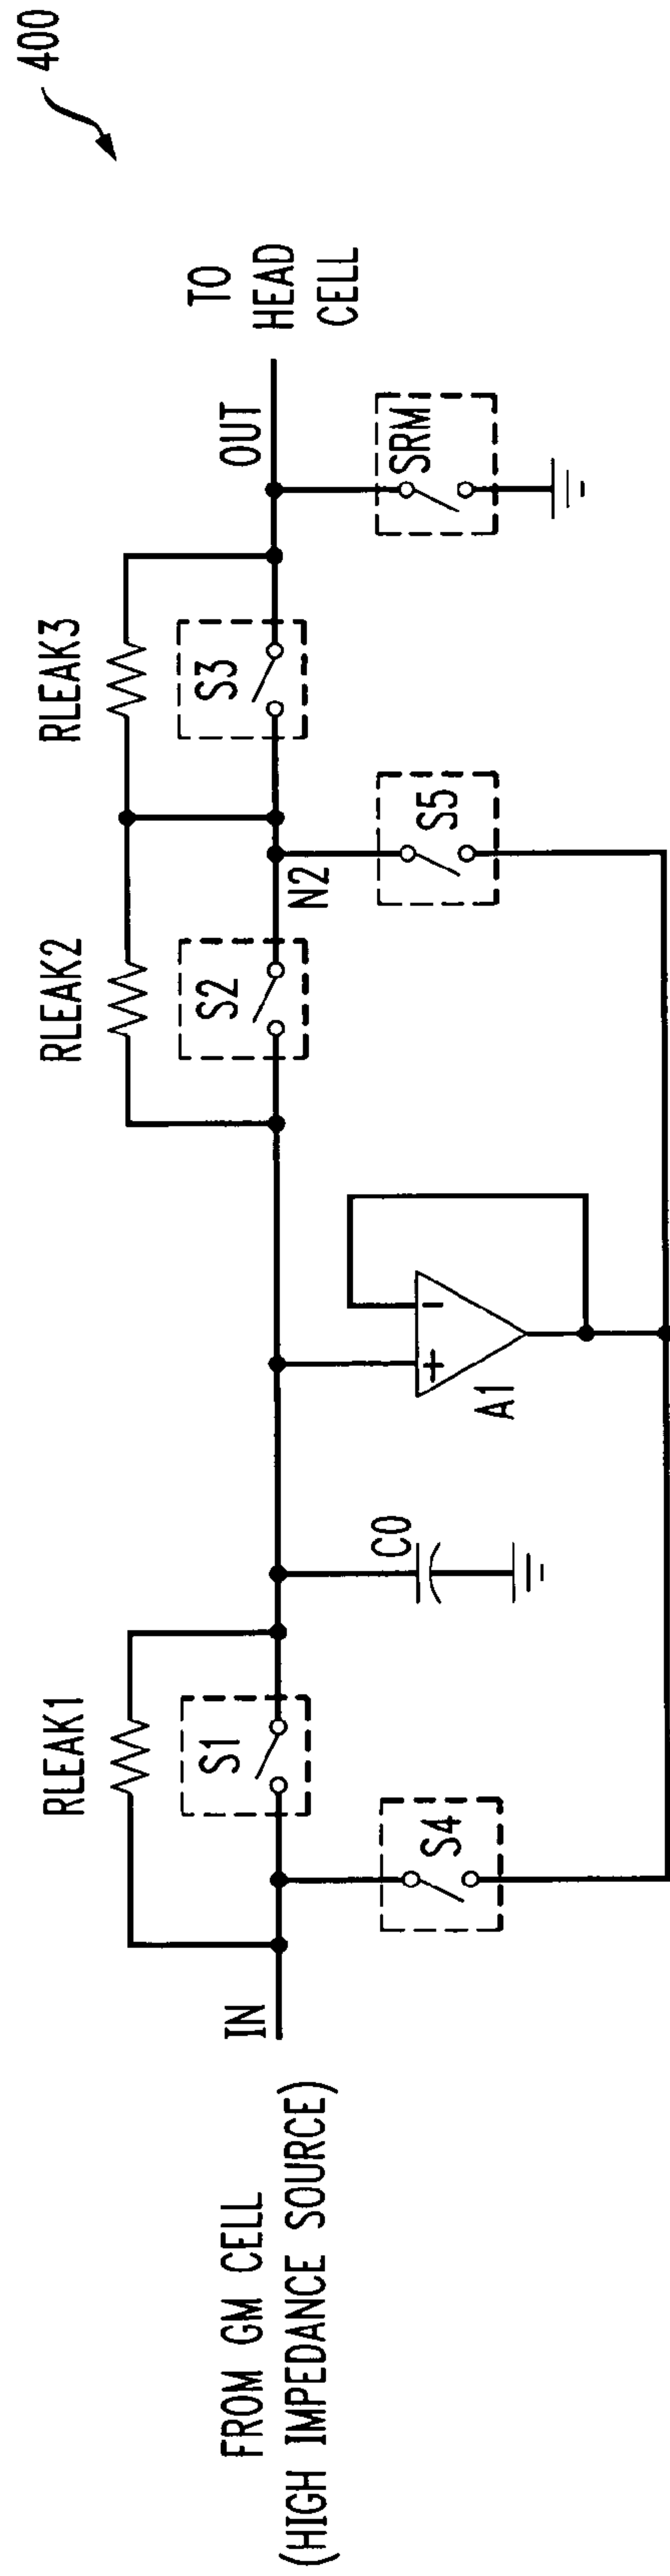 400
RLEAK1
RLEAK2
RLEAK3
S1
S2
S3
IN
N2
OUT
TO
HEAD
CELL
FROM GM CELL
(HIGH IMPEDANCE SOURCE)
S4
C0
+
-
A1
S5
SRM